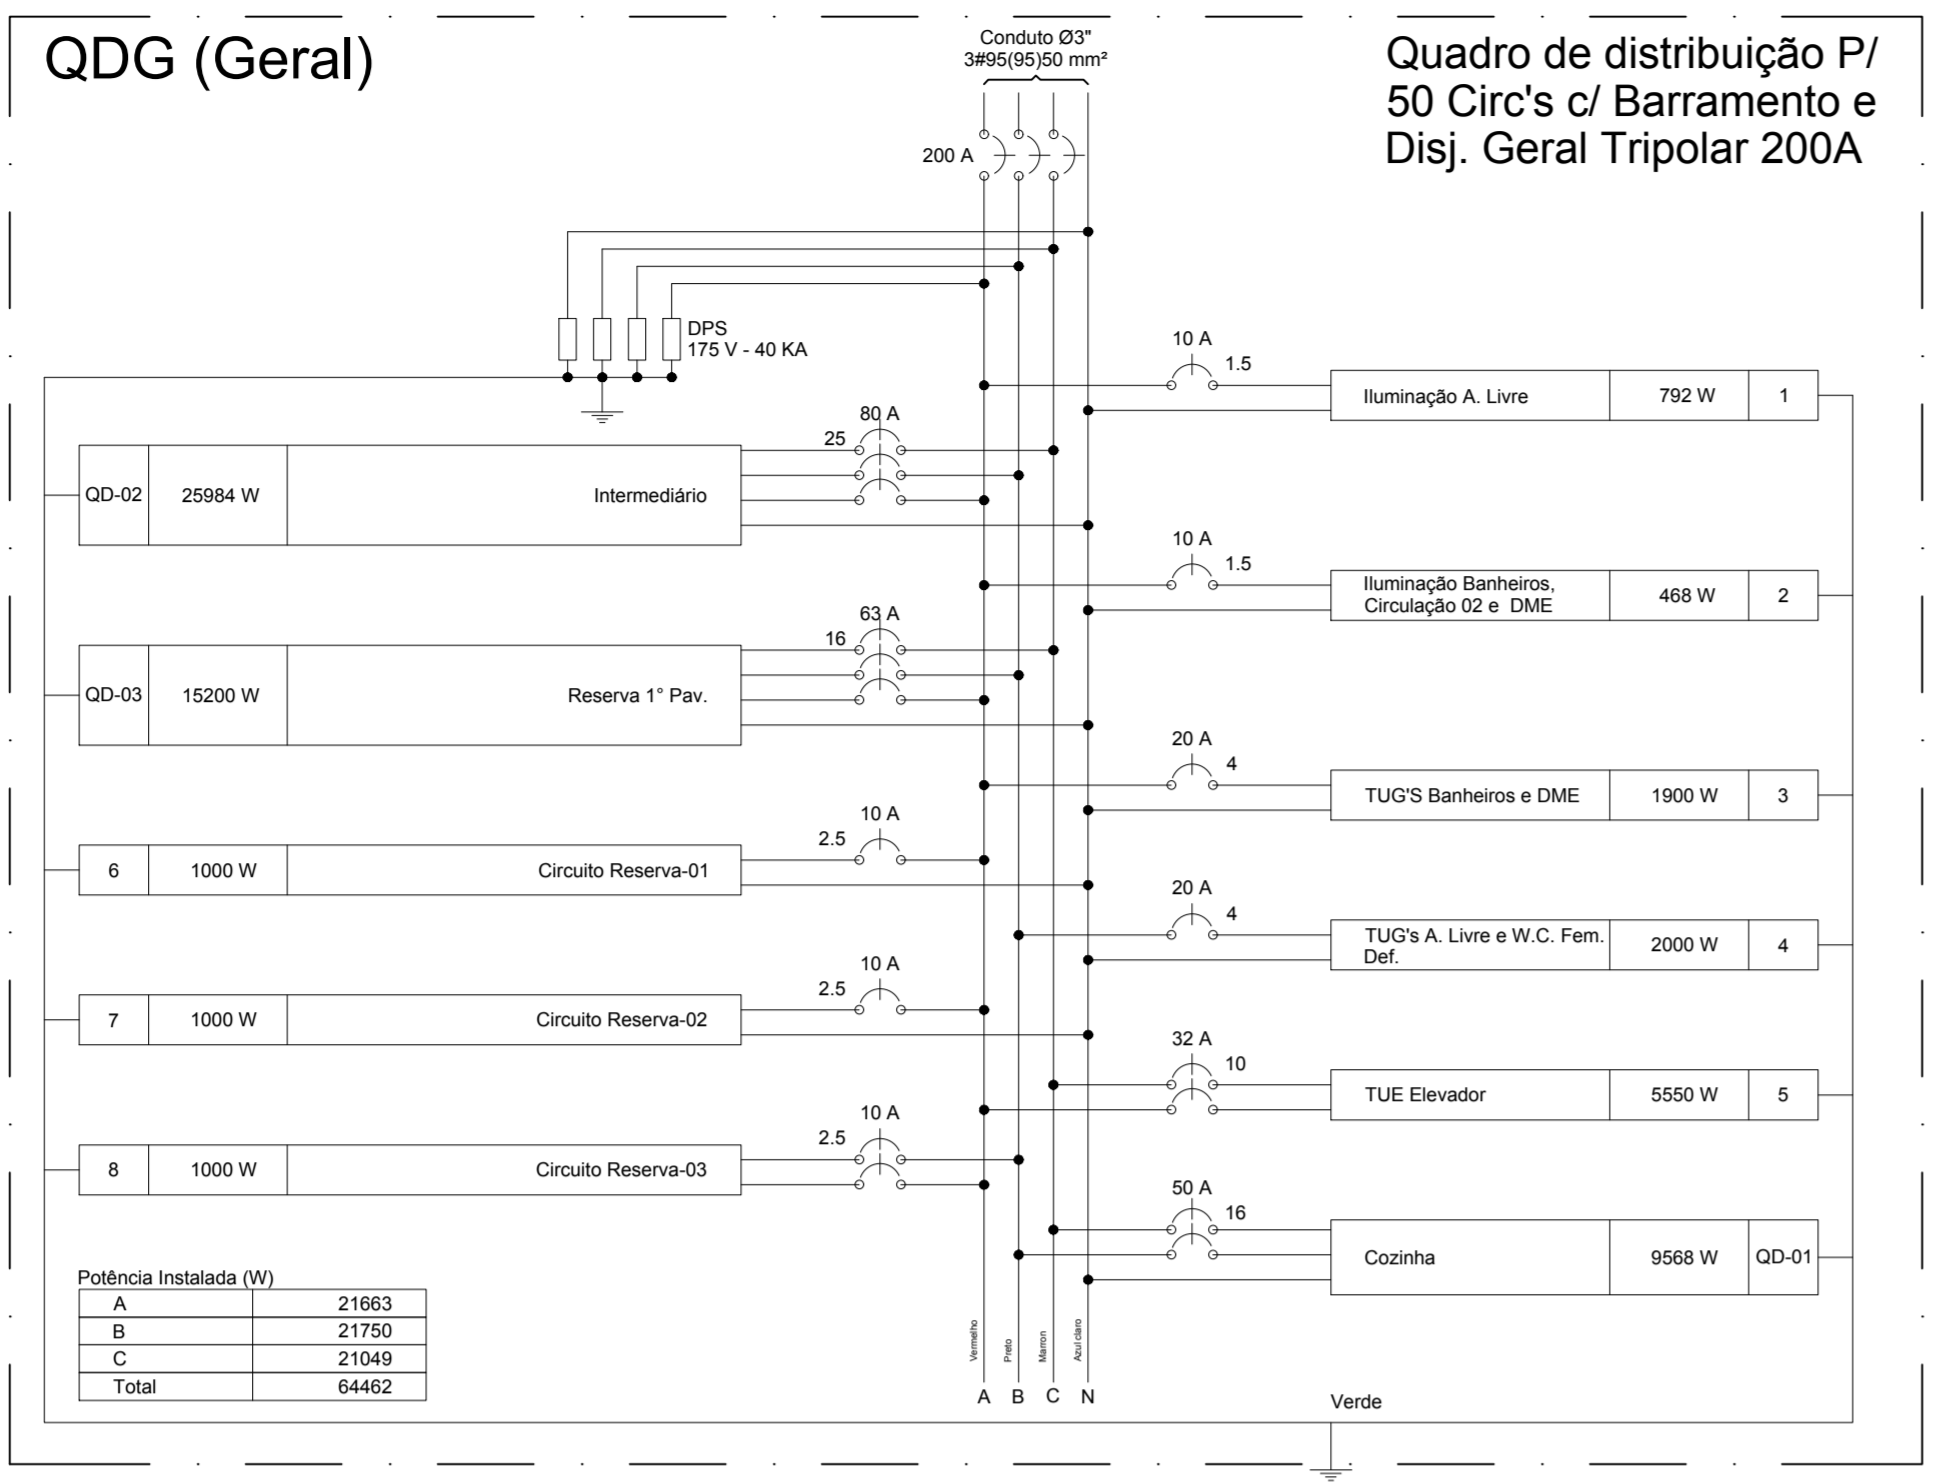 QDG (Geral)
Conduto Ø3"
3#95(95)50 mm²
Quadro de distribuição P/
50 Circ's c/ Barramento e
Disj. Geral Tripolar 200A
200 A
DPS
175 V - 40 KA
10 A
1.5
Iluminação A. Livre 792 W 1
80 A
25
QD-02 25984 W Intermediário
10 A
1.5
Iluminação Banheiros,
Circulação 02 e DME
468 W 2
63 A
16
QD-03 15200 W Reserva 1° Pav.
20 A
4
TUG'S Banheiros e DME 1900 W 3
10 A
2.5
6 1000 W Circuito Reserva-01
20 A
4
TUG's A. Livre e W.C. Fem.
Def.
2000 W 4
10 A
2.5
7 1000 W Circuito Reserva-02
32 A
10
TUE Elevador 5550 W 5
10 A
2.5
8 1000 W Circuito Reserva-03
50 A
16
Cozinha 9568 W QD-01
Potência Instalada (W)
A 21663
B 21750
C 21049
Total 64462
Vermelho
Preto
Marron
Azul claro
A B C N
Verde